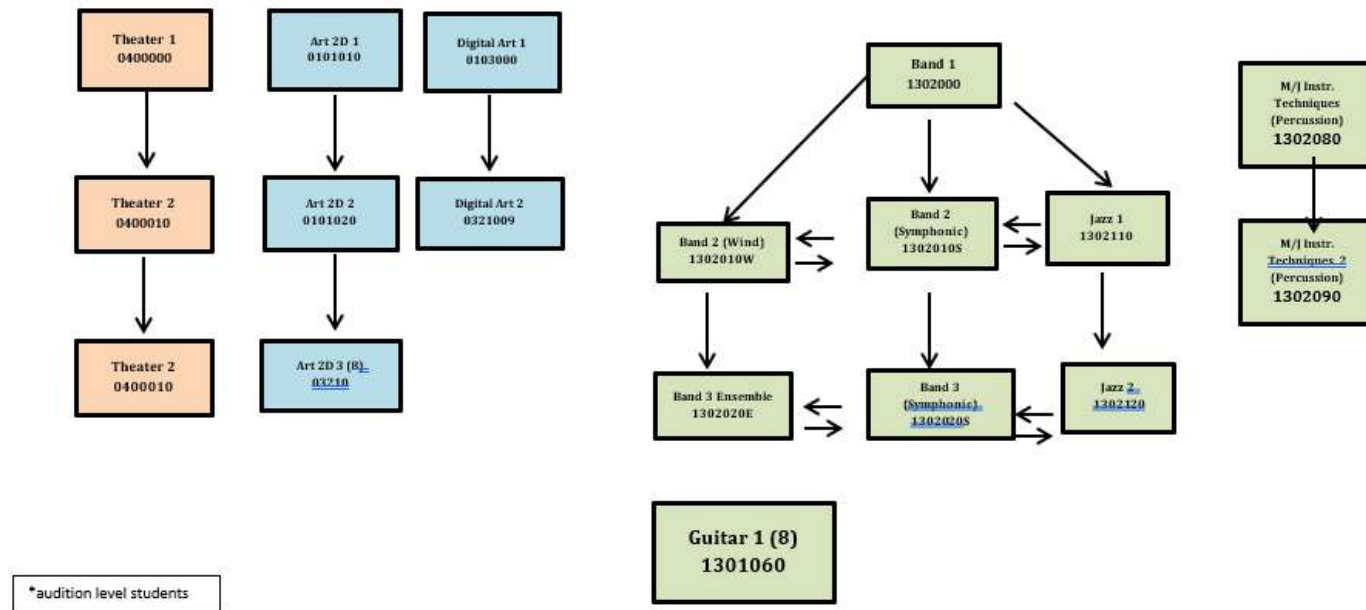 Theater 1
0400000
Art 2D 1
0101010
Digital Art 1
0103000
Band 1
1302000
M/J Instr.
Techniques
(Percussion)
1302080
Theater 2
0400010
Art 2D 2
0101020
Digital Art 2
0321009
Band 2 (Wind)
1302010W
Band 2
(Symphonic)
1302010S
Jazz 1
1302110
M/J Instr.
Techniques 2
(Percussion)
1302090
Theater 2
0400010
Art 2D 3 (8)
03210
Band 3 Ensemble
1302020E
Band 3
(Symphonic)
1302020S
Jazz 2
1302120
Guitar 1 (8)
1301060
*audition level students